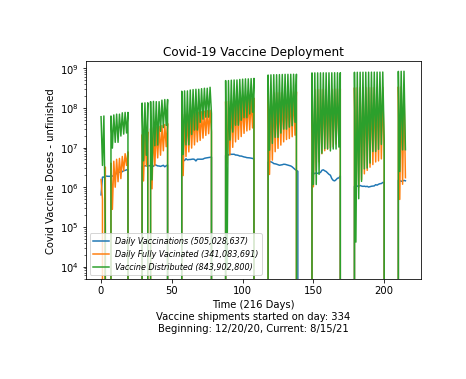 Covid-19 Vaccine Deployment
Covid Vaccine Doses - unfinished
10⁹
10⁸
10⁷
10⁶
10⁵
10⁴
Daily Vaccinations (505,028,637)
Daily Fully Vacinated (341,083,691)
Vaccine Distributed (843,902,800)
0 50 100 150 200
Time (216 Days)
Vaccine shipments started on day: 334
Beginning: 12/20/20, Current: 8/15/21